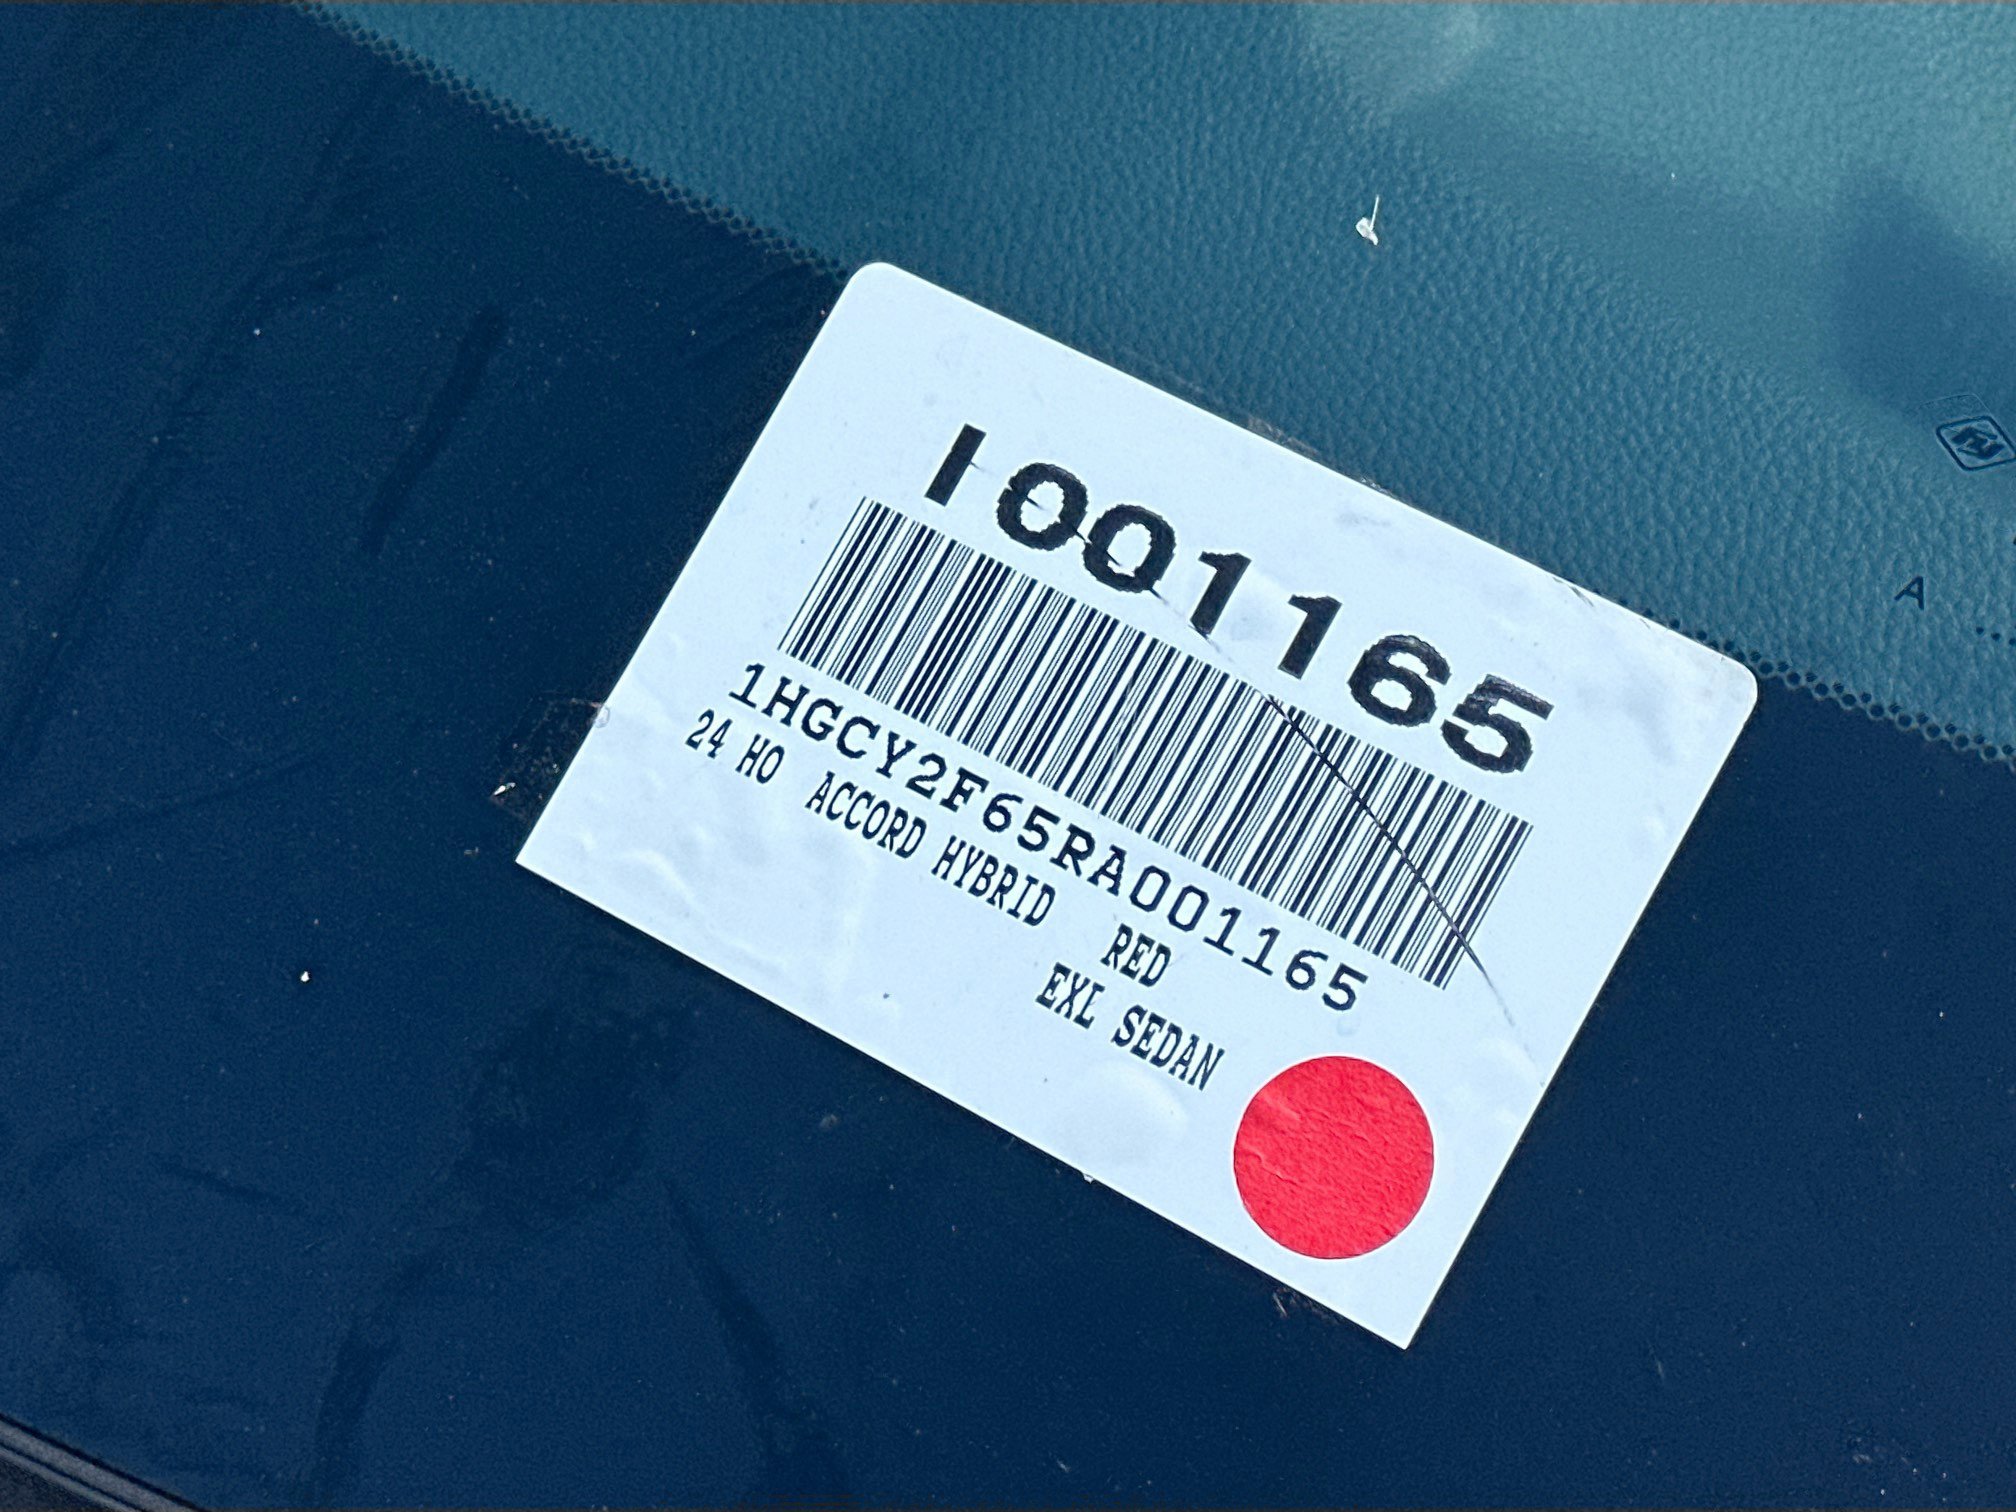 I001165
1HGCY2F65RA001165
24 HO ACCORD HYBRID RED
EXL SEDAN
A